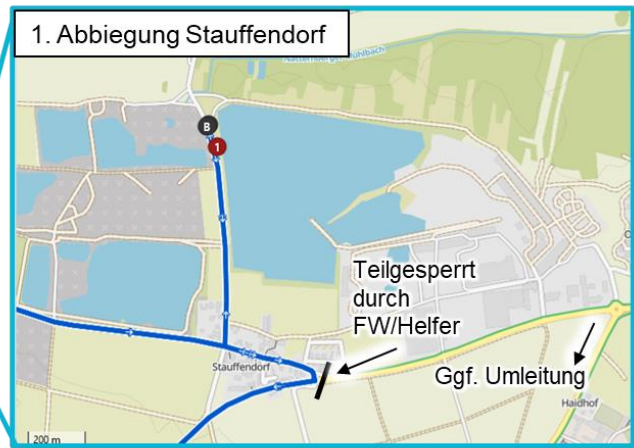 1. Abbiegung Stauffendorf
B
1
Teilgesperrt
durch
FW/Helfer
Stauffendorf
Ggf. Umleitung
Haidhof
200 m